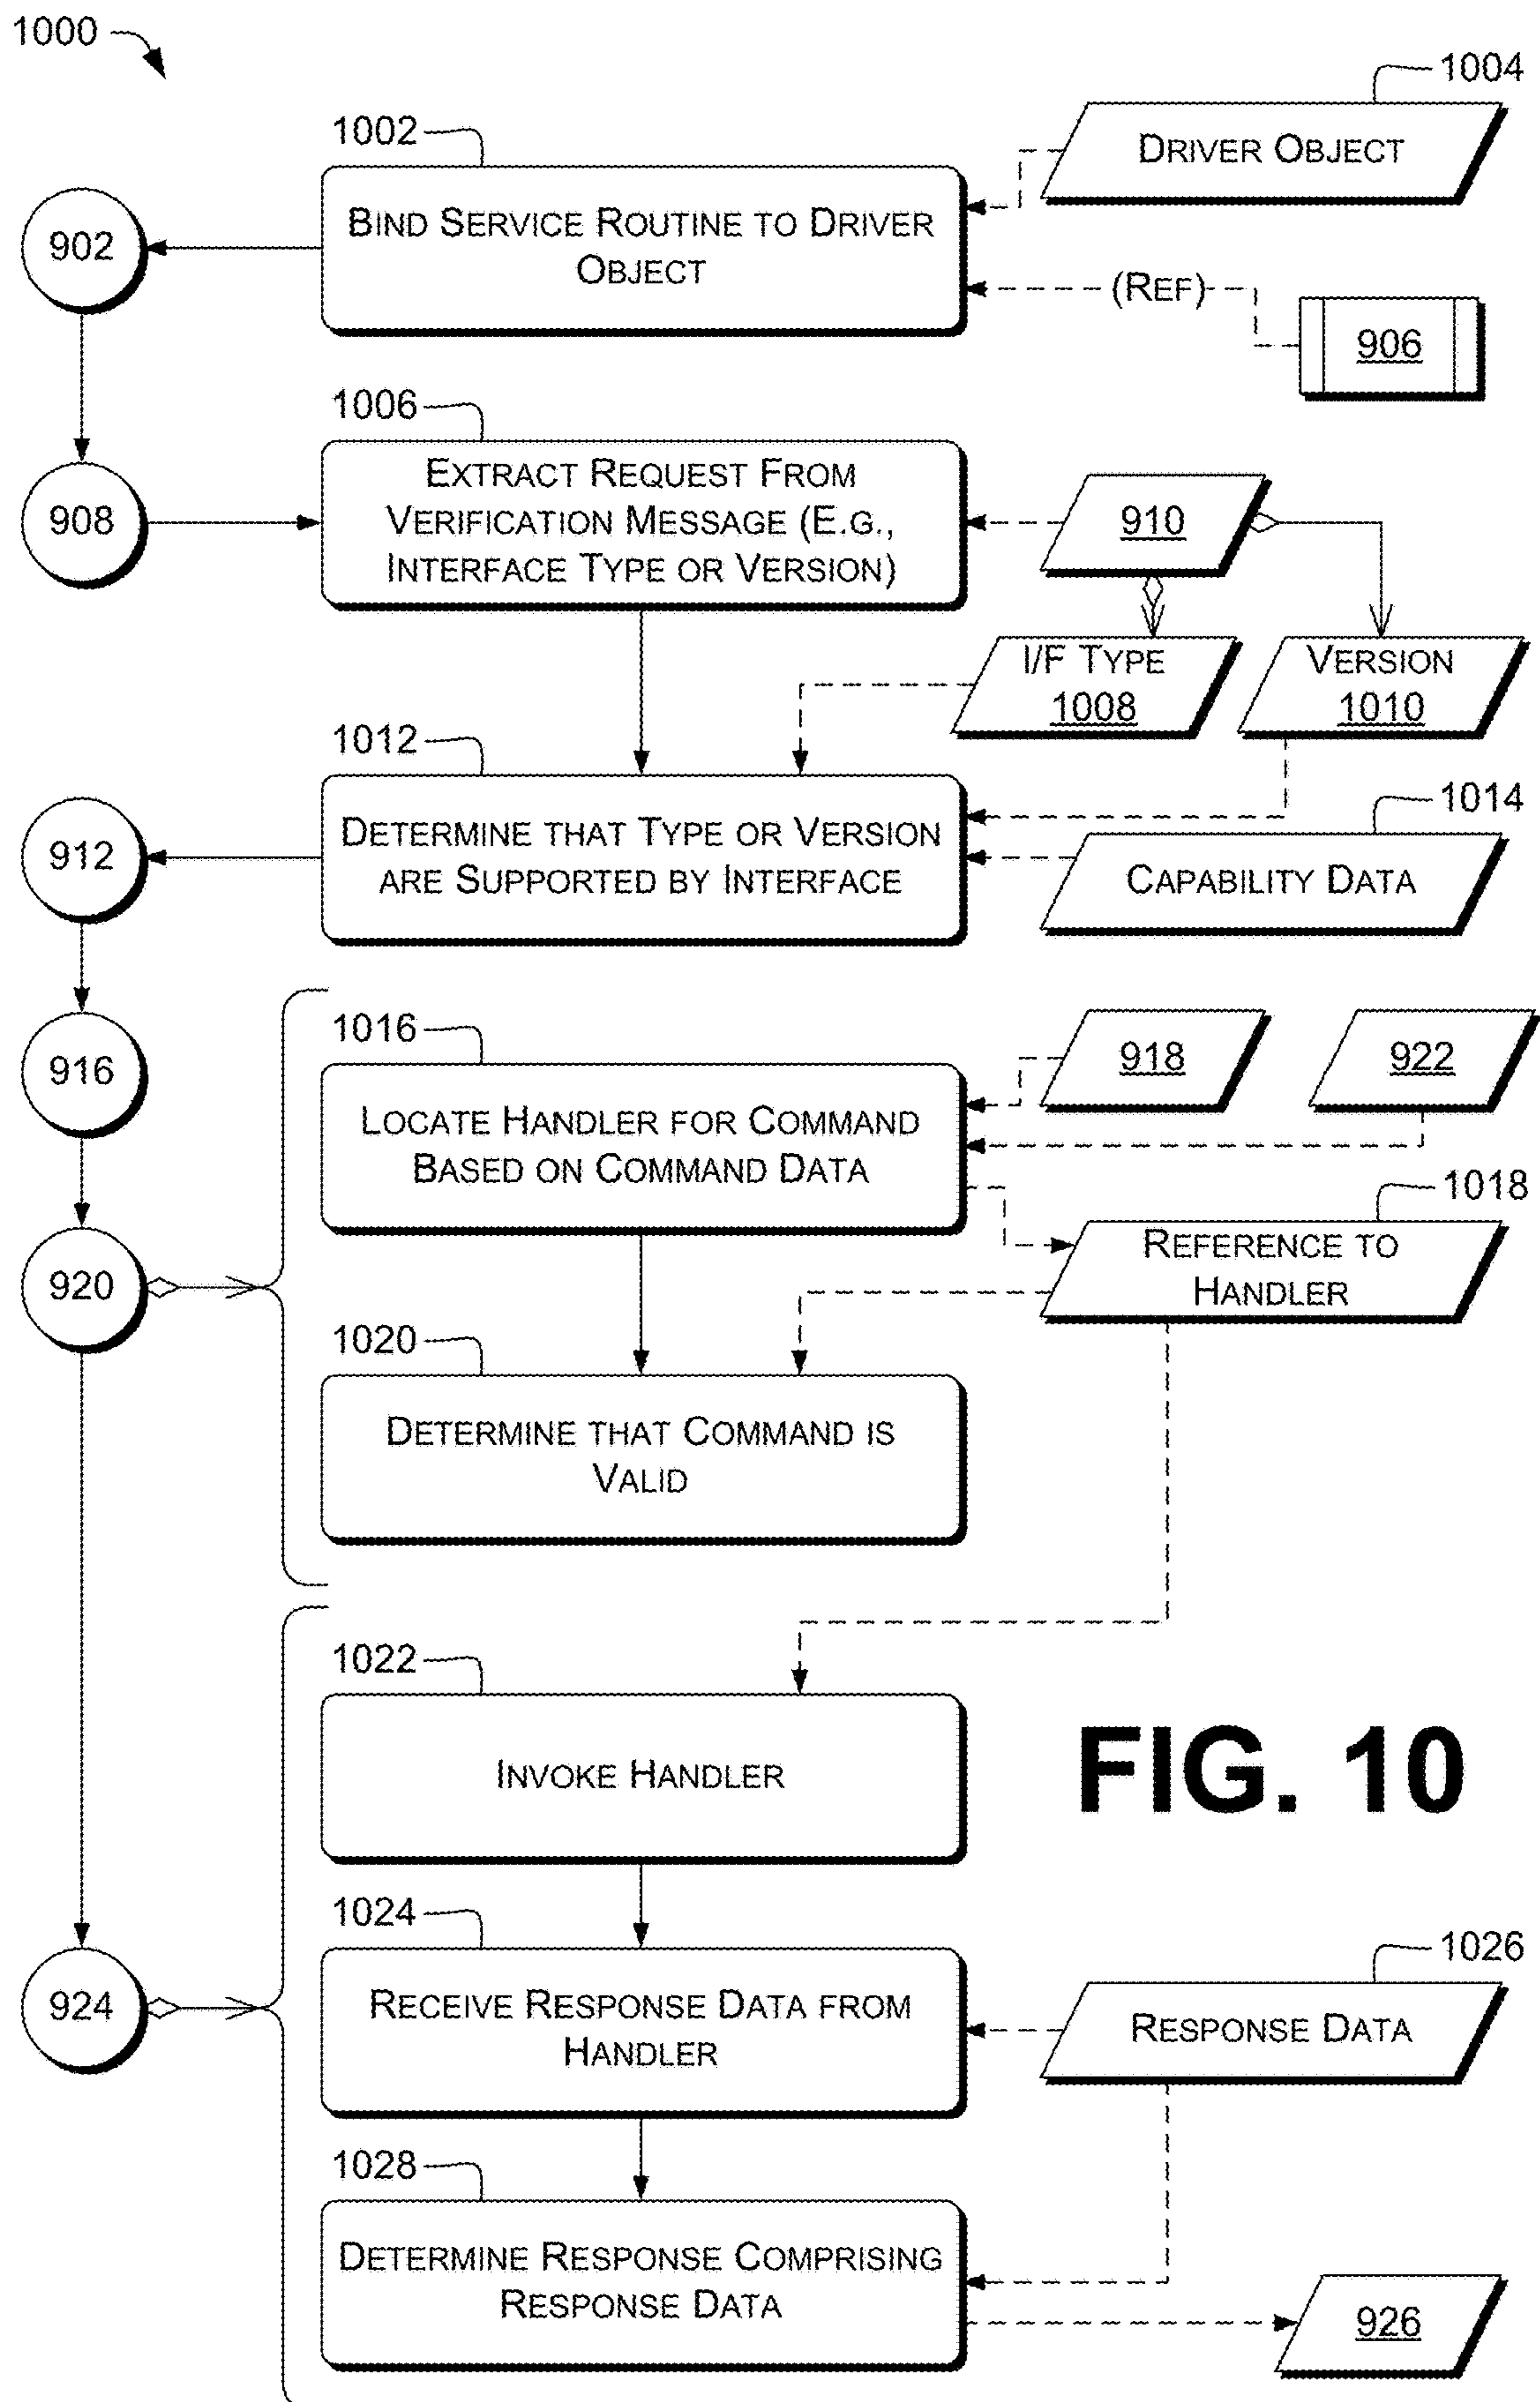 1000
1004
DRIVER OBJECT
1002
BIND SERVICE ROUTINE TO DRIVER
OBJECT
902
(REF)
906
1006
EXTRACT REQUEST FROM
VERIFICATION MESSAGE (E.G.,
INTERFACE TYPE OR VERSION)
908
910
I/F TYPE
1008
VERSION
1010
1012
DETERMINE THAT TYPE OR VERSION
ARE SUPPORTED BY INTERFACE
912
1014
CAPABILITY DATA
916
1016
LOCATE HANDLER FOR COMMAND
BASED ON COMMAND DATA
918
922
1018
REFERENCE TO
HANDLER
920
1020
DETERMINE THAT COMMAND IS
VALID
1022
INVOKE HANDLER
FIG. 10
1024
RECEIVE RESPONSE DATA FROM
HANDLER
924
1026
RESPONSE DATA
1028
DETERMINE RESPONSE COMPRISING
RESPONSE DATA
926